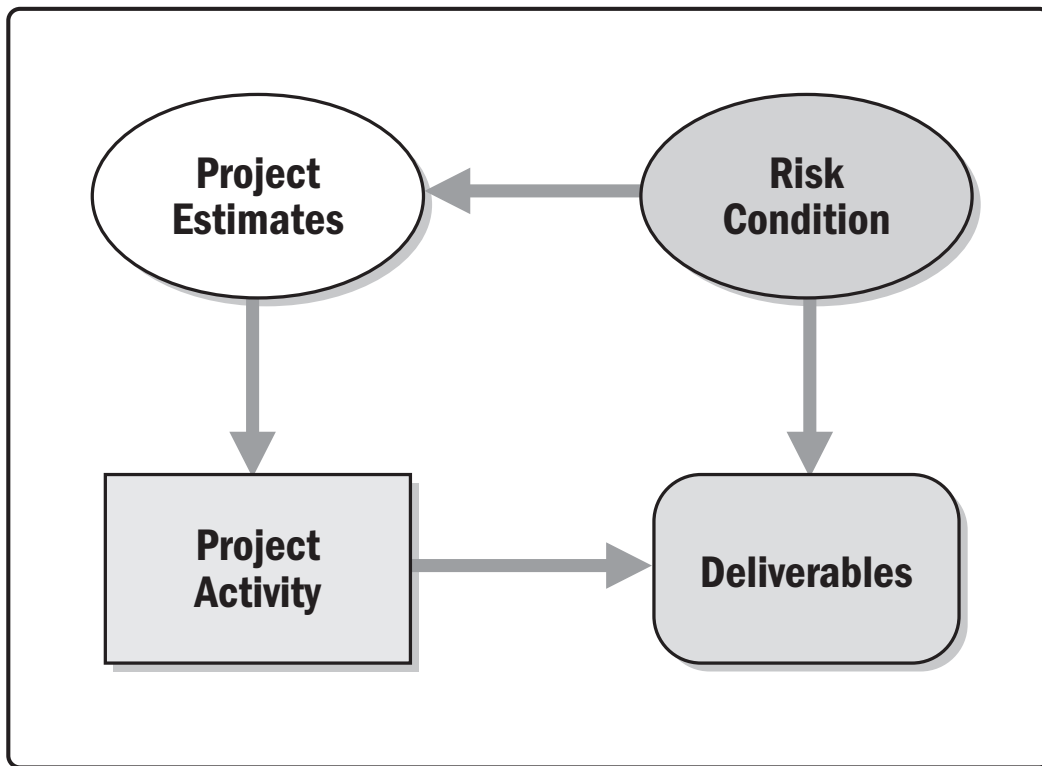 Project
Estimates
Risk
Condition
Project
Activity
Deliverables